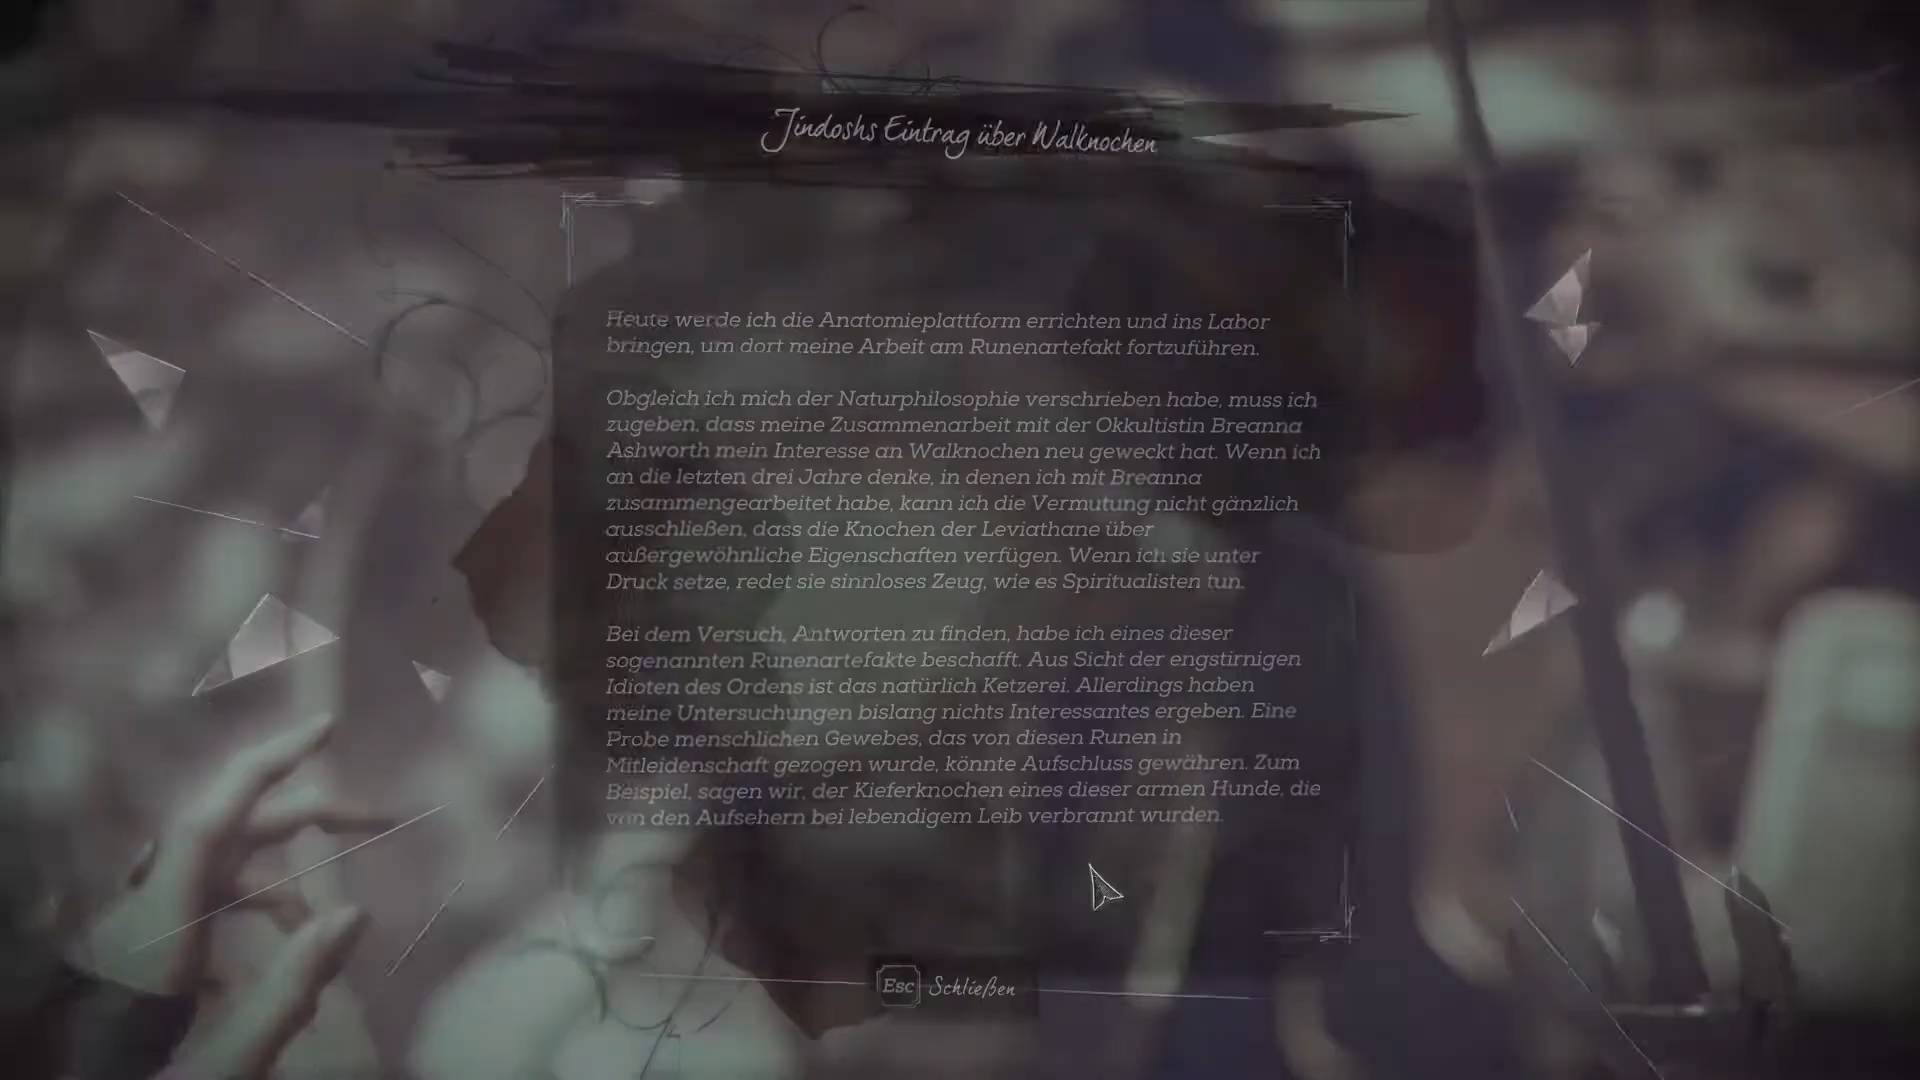 Jindoshs Eintrag über Walknochen
Heute werde ich die Anatomieplattform errichten und ins Labor
bringen, um dort meine Arbeit am Runenartefakt fortzuführen.
Obgleich ich mich der Naturphilosophie verschrieben habe, muss ich
zugeben, dass meine Zusammenarbeit mit der Okkultistin Breanna
Ashworth mein Interesse an Walknochen neu geweckt hat. Wenn ich
an die letzten drei Jahre denke, in denen ich mit Breanna
zusammengearbeitet habe, kann ich die Vermutung nicht gänzlich
ausschließen, dass die Knochen der Leviathane über
außergewöhnliche Eigenschaften verfügen. Wenn ich sie unter
Druck setze, redet sie sinnloses Zeug, wie es Spiritualisten tun.
Bei dem Versuch, Antworten zu finden, habe ich eines dieser
sogenannten Runenartefakte beschafft. Aus Sicht der engstirnigen
Idioten des Ordens ist das natürlich Ketzerei. Allerdings haben
meine Untersuchungen bislang nichts Interessantes ergeben. Eine
Probe menschlichen Gewebes, das von diesen Runen in
Mitleidenschaft gezogen wurde, könnte Aufschluss gewähren. Zum
Beispiel, sagen wir, der Kieferknochen eines dieser armen Hunde, die
von den Aufsehern bei lebendigem Leib verbrannt wurden.
Esc Schließen